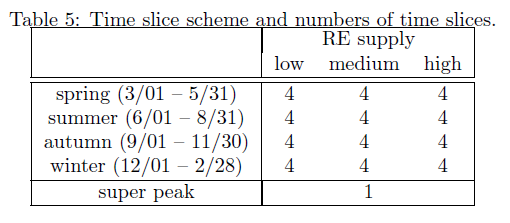 Table 5: Time slice scheme and numbers of time slices.
RE supply
low medium high
spring (3/01 – 5/31) 4 4 4
summer (6/01 – 8/31) 4 4 4
autumn (9/01 – 11/30) 4 4 4
winter (12/01 – 2/28) 4 4 4
super peak 1